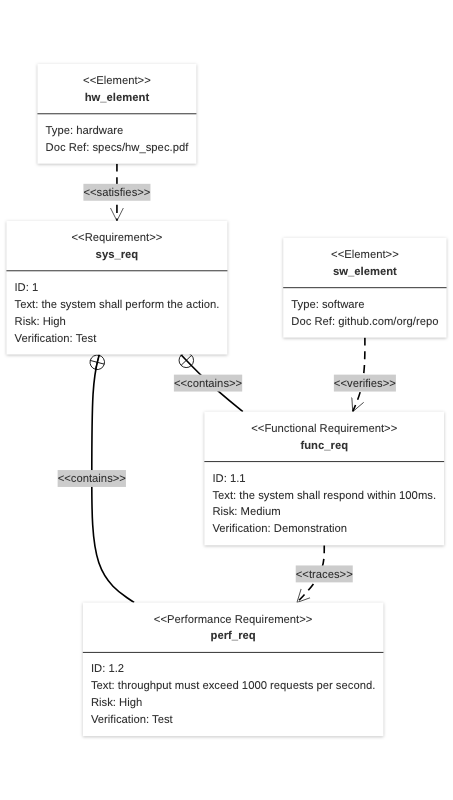 <<Element>>
hw_element
Type: hardware
Doc Ref: specs/hw_spec.pdf
<<satisfies>>
<<Requirement>>
sys_req
ID: 1
Text: the system shall perform the action.
Risk: High
Verification: Test
<<Element>>
sw_element
Type: software
Doc Ref: github.com/org/repo
<<contains>>
<<verifies>>
<<Functional Requirement>>
func_req
ID: 1.1
Text: the system shall respond within 100ms.
Risk: Medium
Verification: Demonstration
<<contains>>
<<traces>>
<<Performance Requirement>>
perf_req
ID: 1.2
Text: throughput must exceed 1000 requests per second.
Risk: High
Verification: Test